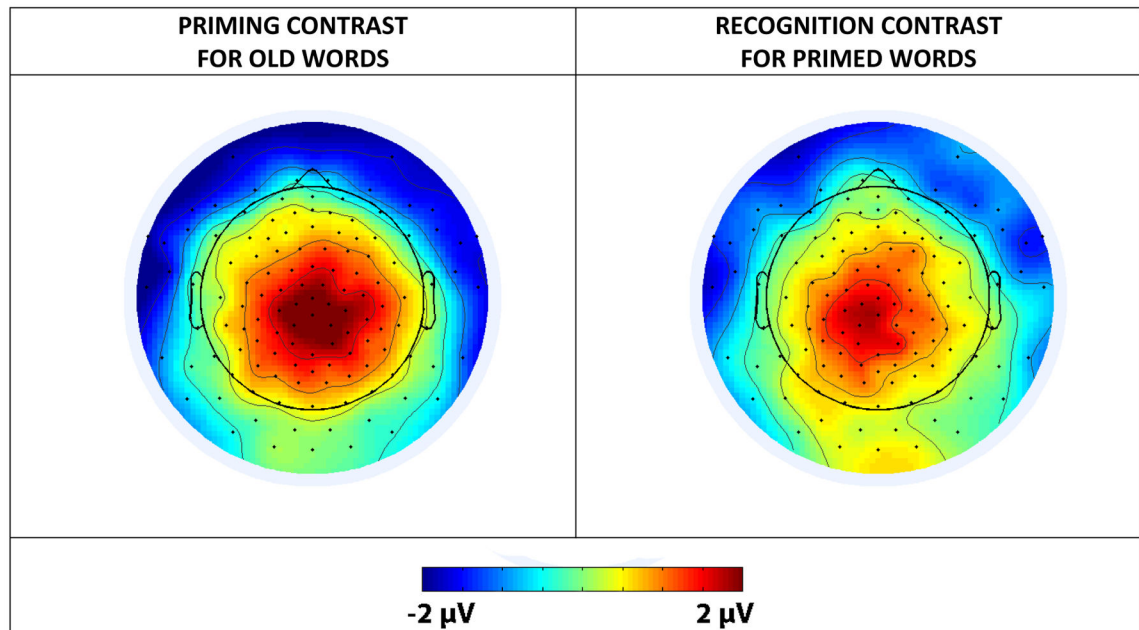 PRIMING CONTRAST
FOR OLD WORDS
RECOGNITION CONTRAST
FOR PRIMED WORDS
-2 µV
2 µV